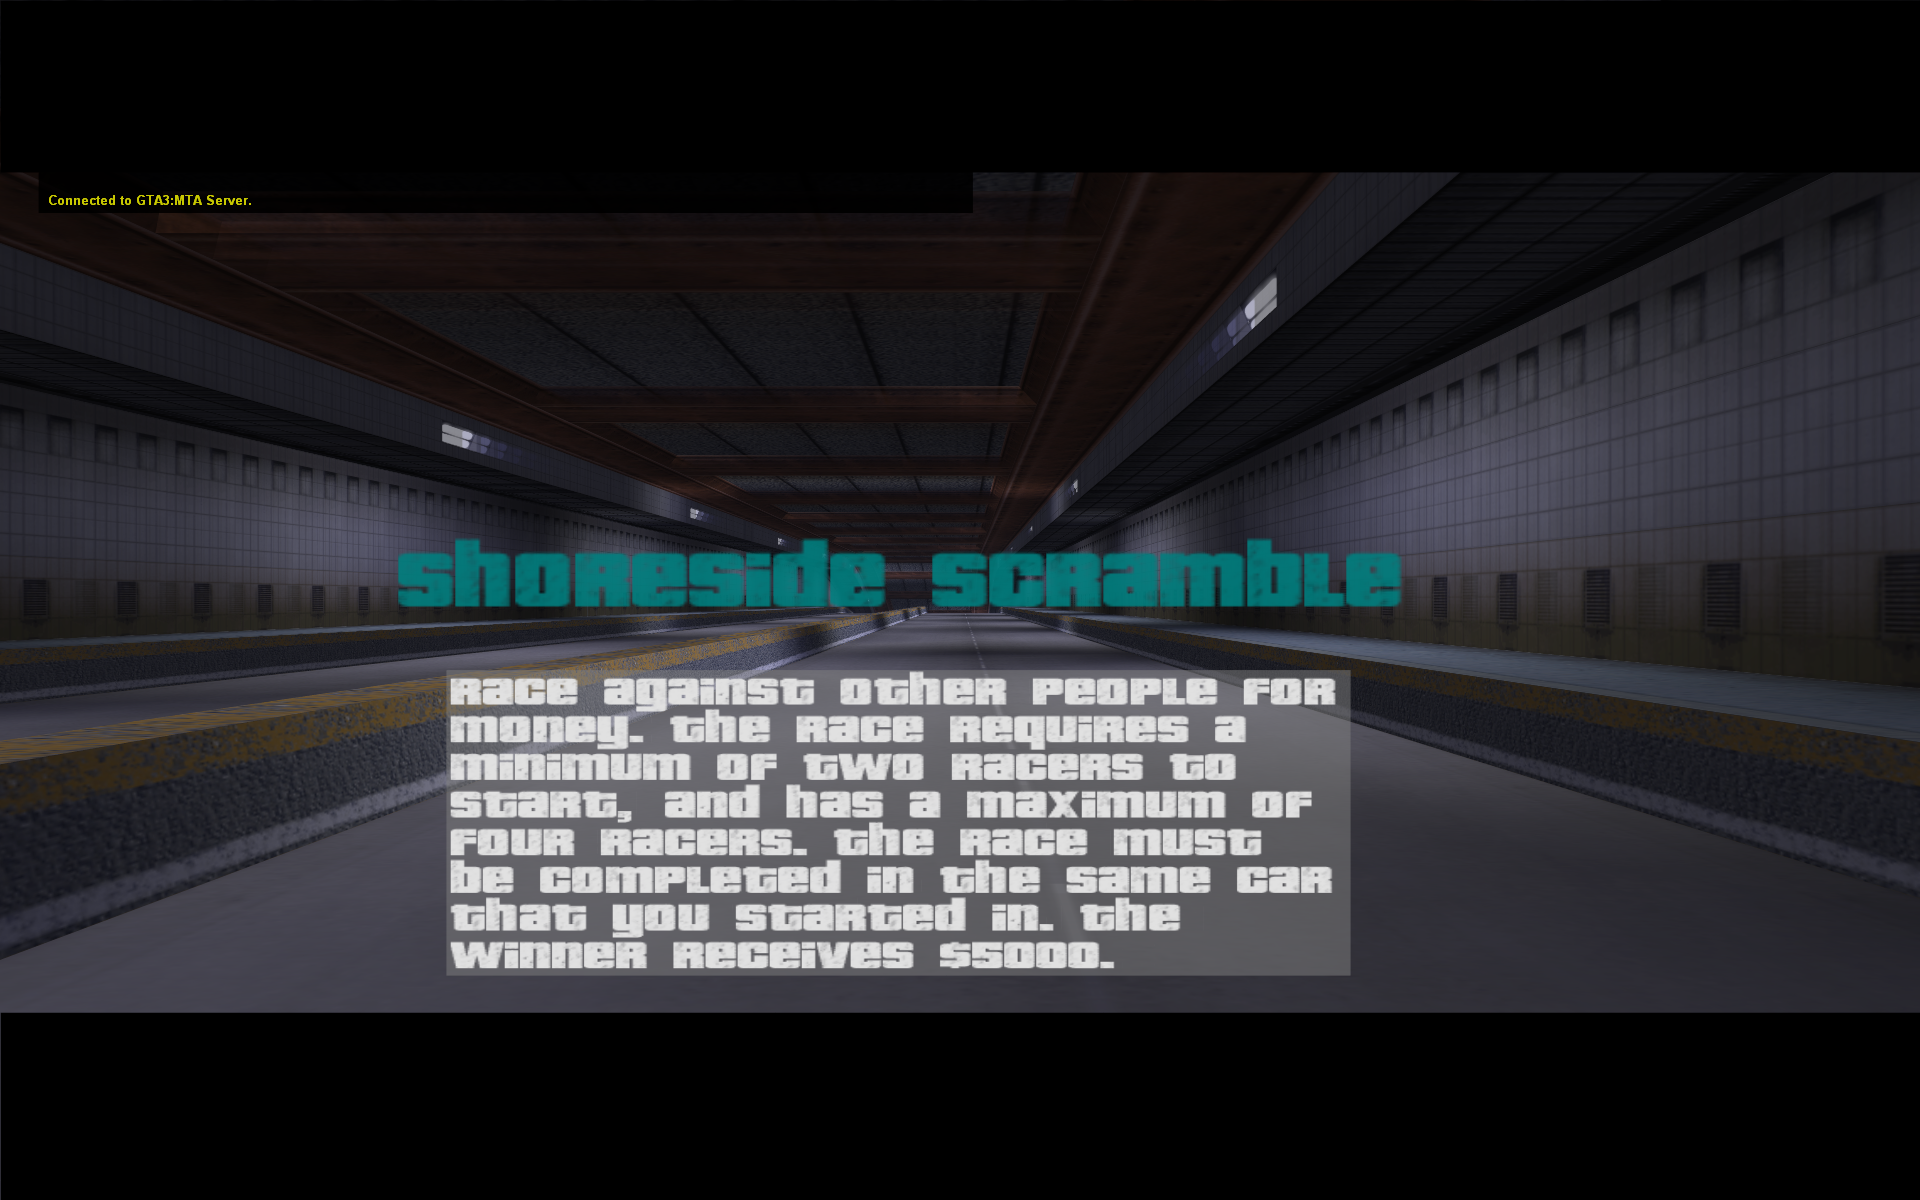 Connected to GTA3:MTA Server.
shoreside scramble
Race against other people for
money. the Race Requires a
minimum of two Racers to
start, and has a maximum of
four Racers. the Race must
be completed in the same car
that you started in. the
winner Receives $5000.